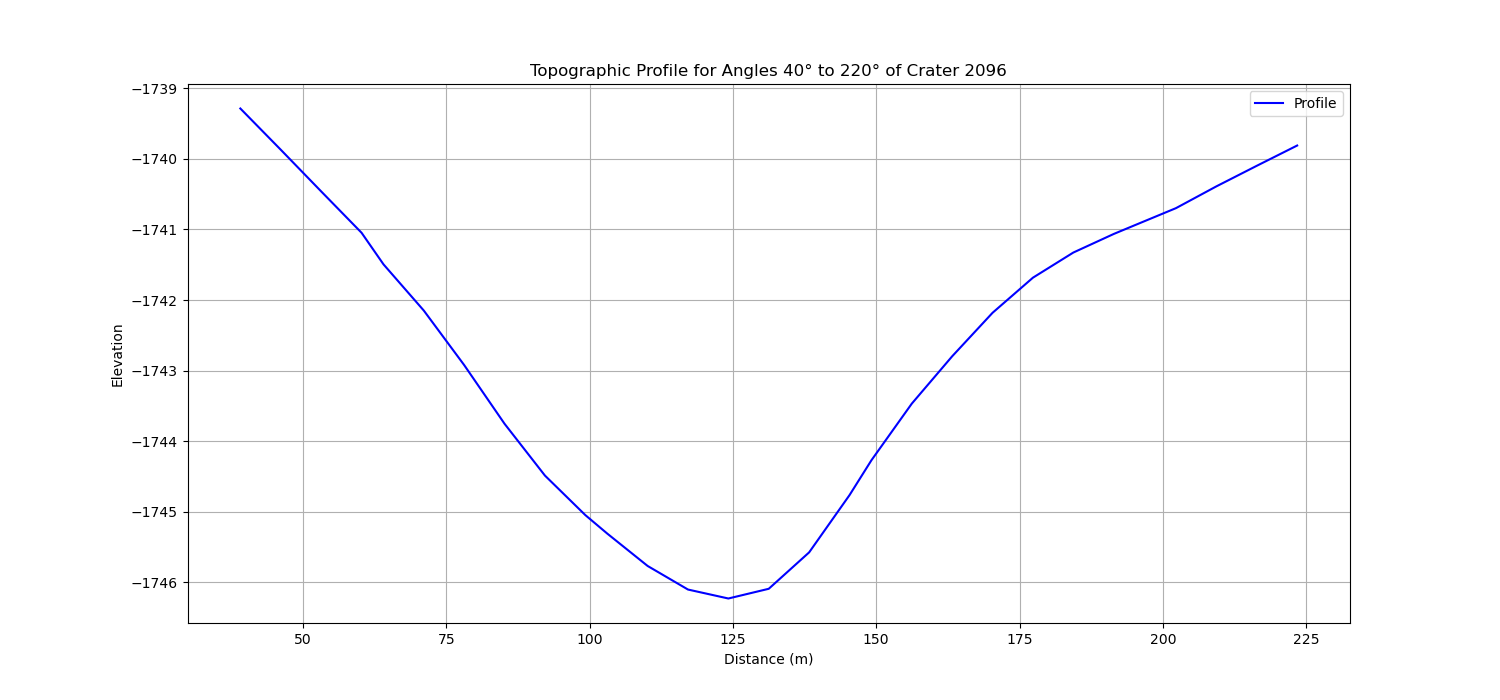 Topographic Profile for Angles 40° to 220° of Crater 2096
Profile
−1739
−1740
−1741
−1742
−1743
−1744
−1745
−1746
Elevation
50 75 100 125 150 175 200 225
Distance (m)